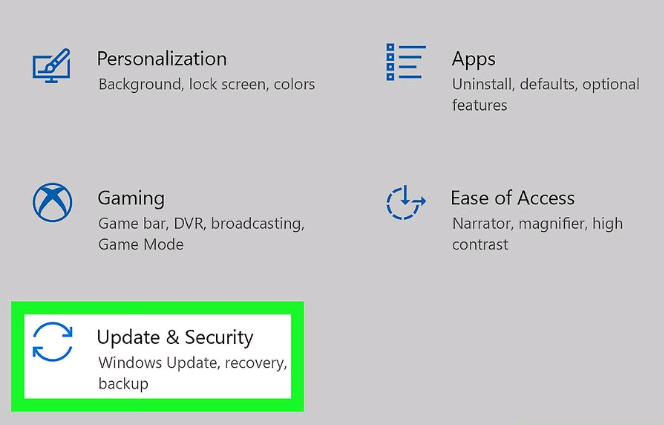 Personalization
Background, lock screen, colors
Apps
Uninstall, defaults, optional
features
Gaming
Game bar, DVR, broadcasting,
Game Mode
Ease of Access
Narrator, magnifier, high
contrast
Update & Security
Windows Update, recovery,
backup